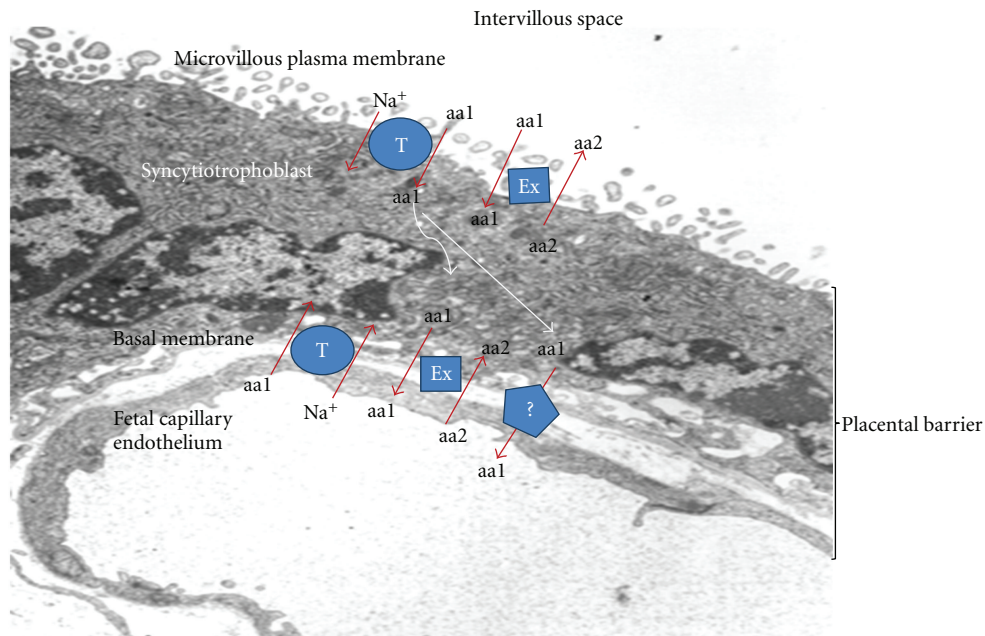 Intervillous space
Microvillous plasma membrane
Na+
aa1
T
aa1
aa2
Syncytiotrophoblast
Ex
aa1
aa1
aa2
aa1
Basal membrane
T
aa2
aa1
Ex
aa1
Na+
aa1
?
Fetal capillary
endothelium
aa2
aa1
Placental barrier